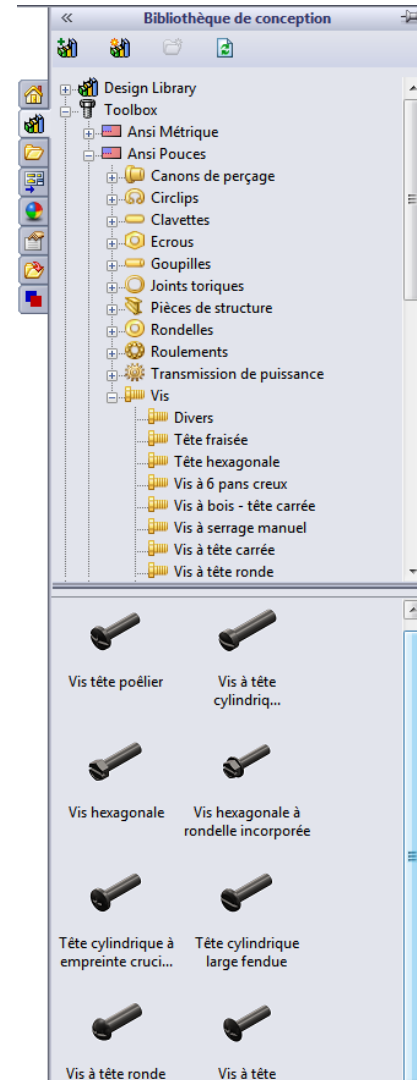 Bibliothèque de conception
Design Library
Toolbox
Ansi Métrique
Ansi Pouces
Canons de perçage
Circlips
Clavettes
Ecrous
Goupilles
Joints toriques
Pièces de structure
Rondelles
Roulements
Transmission de puissance
Vis
Divers
Tête fraisée
Tête hexagonale
Vis à 6 pans creux
Vis à bois - tête carrée
Vis à serrage manuel
Vis à tête carrée
Vis à tête ronde
Vis tête poêlier
Vis à tête
cylindriq...
Vis hexagonale
Vis hexagonale à
rondelle incorporée
Tête cylindrique à
empreinte cruci...
Tête cylindrique
large fendue
Vis à tête ronde
Vis à tête